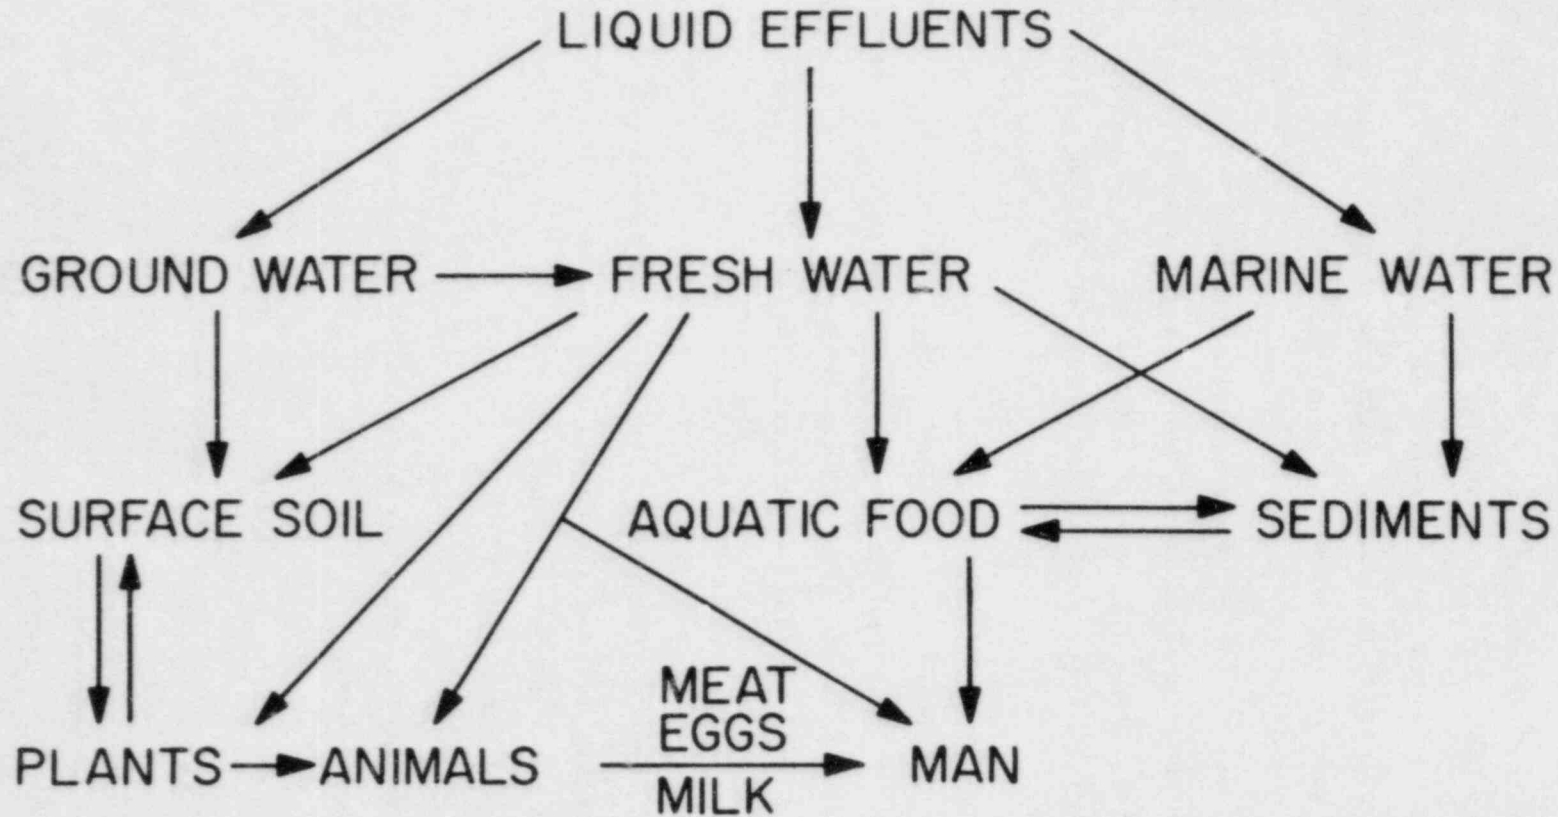 LIQUID EFFLUENTS
GROUND WATER FRESH WATER MARINE WATER
SURFACE SOIL AQUATIC FOOD SEDIMENTS
MEAT
EGGS
PLANTS ANIMALS MAN
MILK